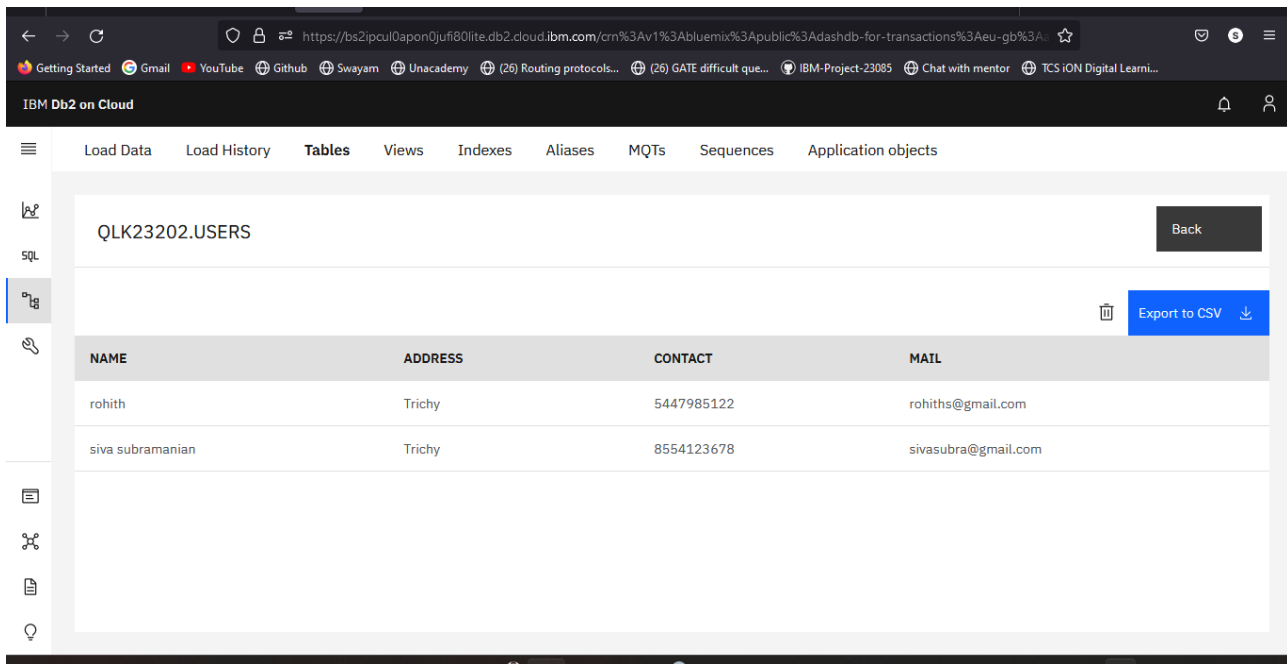 https://bs2ipcul0apon0jufi80lite.db2.cloud.ibm.com/crn%3Av1%3Abluemix%3Apublic%3Adashdb-for-transactions%3Aeu-gb%3A S
Getting Started Gmail YouTube Github Swayam Unacademy (26) Routing protocols... (26) GATE difficult que... IBM-Project-23085 Chat with mentor TCS iON Digital Learni...
IBM Db2 on Cloud
Load Data Load History Tables Views Indexes Aliases MQTs Sequences Application objects
QLK23202.USERS Back
SQL
Export to CSV
NAME ADDRESS CONTACT MAIL
rohith Trichy 5447985122 rohiths@gmail.com
siva subramanian Trichy 8554123678 sivasubra@gmail.com